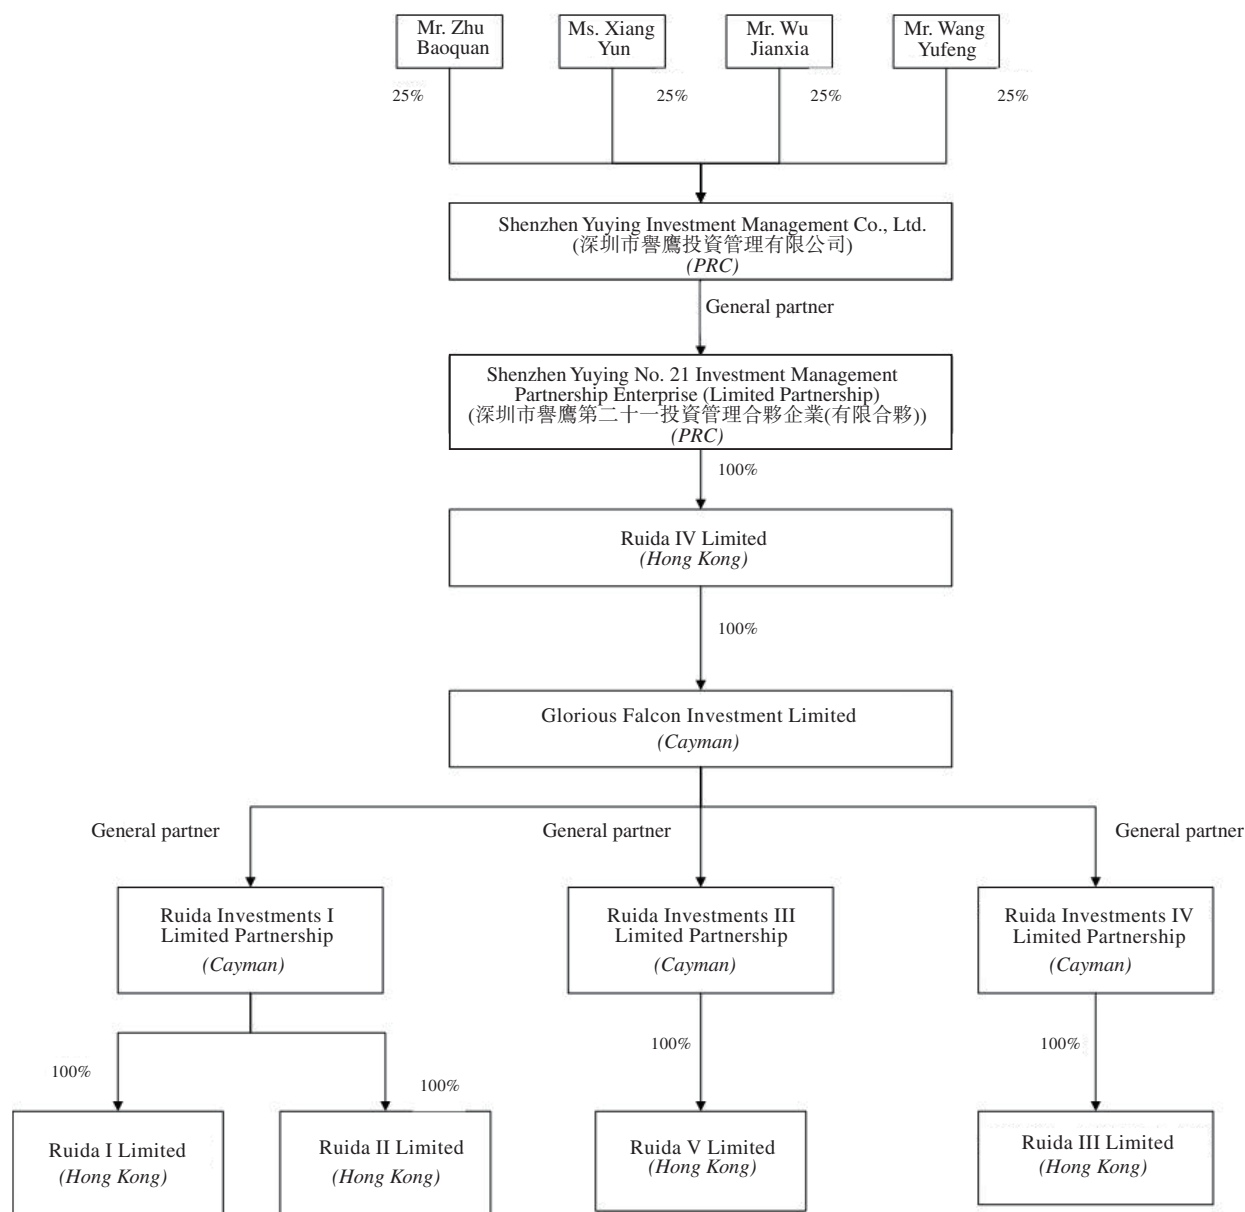 Mr. Zhu
Baoquan
Ms. Xiang
Yun
Mr. Wu
Jianxia
Mr. Wang
Yufeng
25%
25%
25%
25%
Shenzhen Yuying Investment Management Co., Ltd.
(深圳市譽鷹投資管理有限公司)
(PRC)
General partner
Shenzhen Yuying No. 21 Investment Management
Partnership Enterprise (Limited Partnership)
(深圳市譽鷹第二十一投資管理合夥企業(有限合夥))
(PRC)
100%
Ruida IV Limited
(Hong Kong)
100%
Glorious Falcon Investment Limited
(Cayman)
General partner
General partner
General partner
Ruida Investments I
Limited Partnership
(Cayman)
Ruida Investments III
Limited Partnership
(Cayman)
Ruida Investments IV
Limited Partnership
(Cayman)
100%
100%
100%
100%
Ruida I Limited
(Hong Kong)
Ruida II Limited
(Hong Kong)
Ruida V Limited
(Hong Kong)
Ruida III Limited
(Hong Kong)